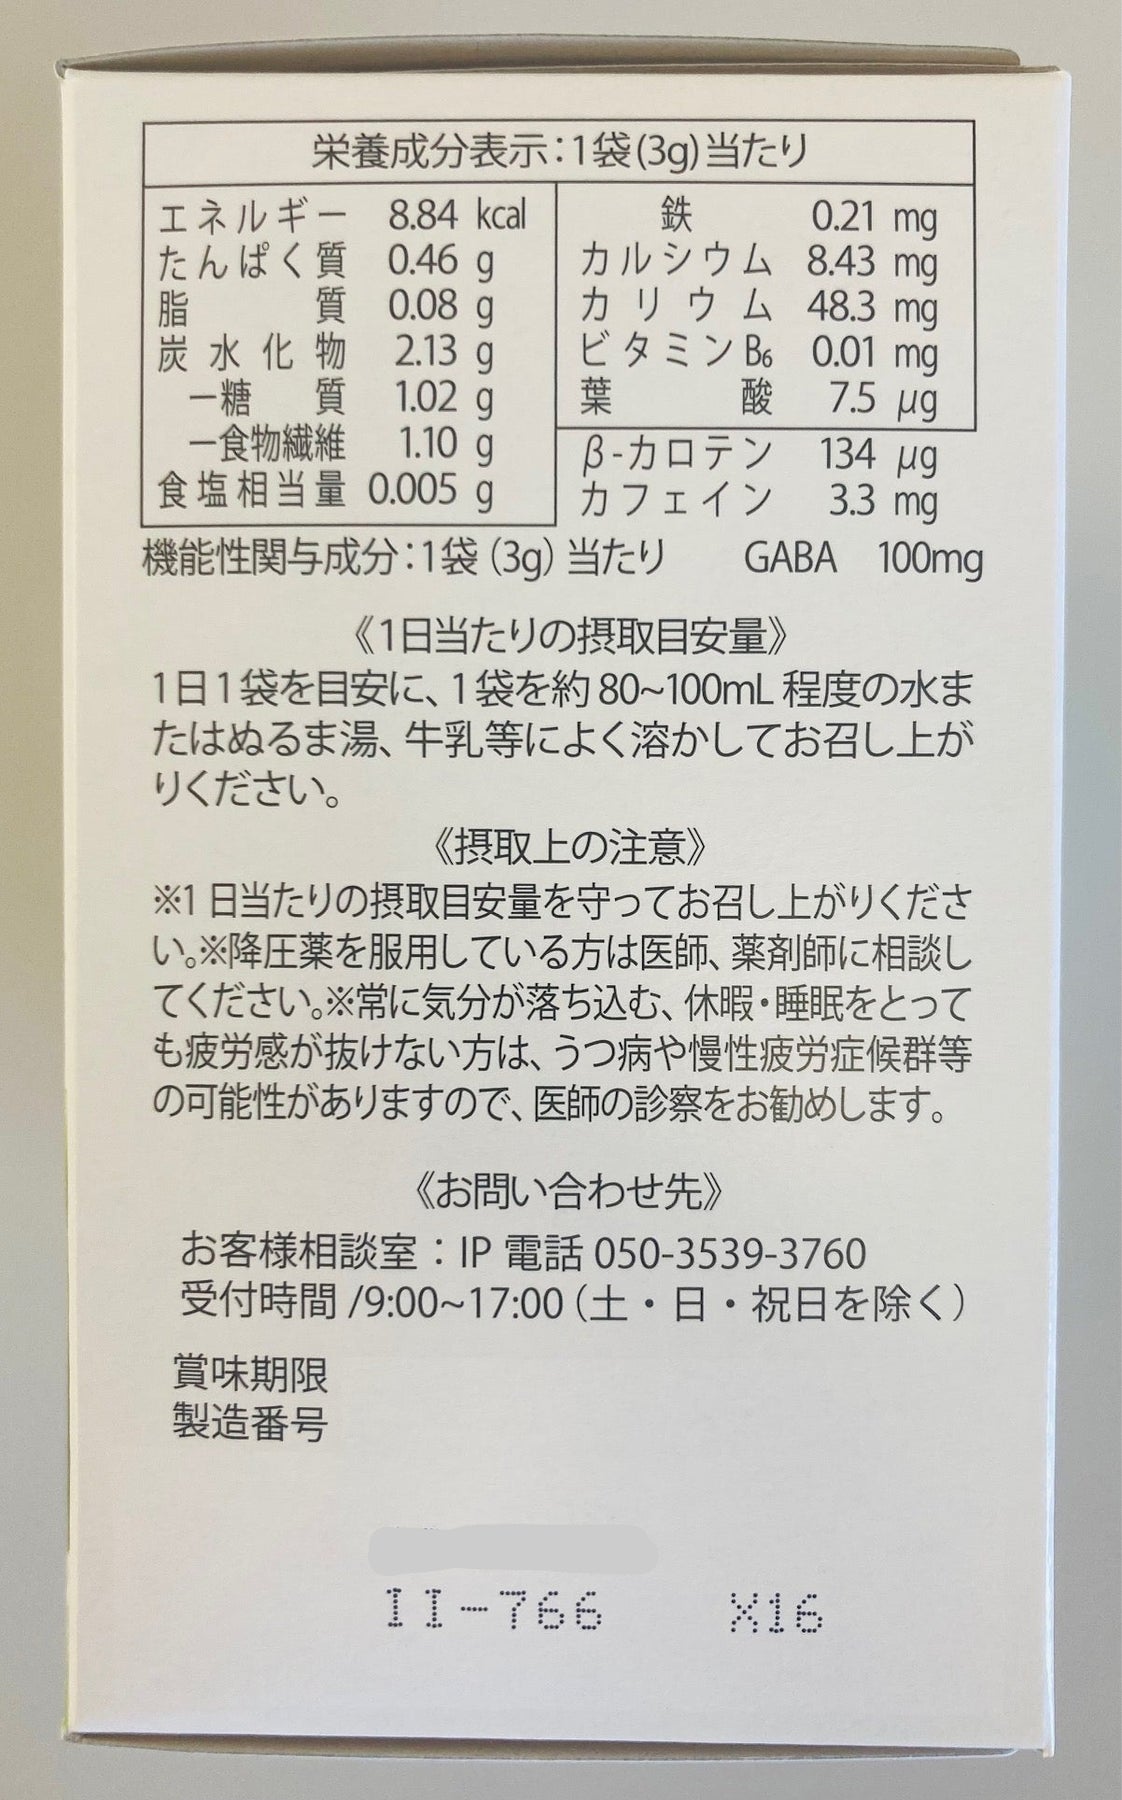 栄養成分表示:1袋(3g)当たり
エネルギー 8.84 kcal
たんぱく質 0.46 g
脂質 0.08 g
炭水化物 2.13 g
ー糖質 1.02 g
ー食物繊維 1.10 g
食塩相当量 0.005 g
鉄 0.21 mg
カルシウム 8.43 mg
カリウム 48.3 mg
ビタミンB6 0.01 mg
葉酸 7.5 μg
β-カロテン 134 μg
カフェイン 3.3 mg
機能性関与成分:1袋(3g)当たり GABA 100mg
《1日当たりの摂取目安量》
1日1袋を目安に、1袋を約80~100mL程度の水ま
たはぬるま湯、牛乳等によく溶かしてお召し上が
りください。
《摂取上の注意》
※1日当たりの摂取目安量を守ってお召し上がりくださ
い。※降圧薬を服用している方は医師、薬剤師に相談し
てください。※常に気分が落ち込む、休暇・睡眠をとって
も疲労感が抜けない方は、うつ病や慢性疲労症候群等
の可能性がありますので、医師の診察をお勧めします。
《お問い合わせ先》
お客様相談室:IP電話 050-3539-3760
受付時間/9:00~17:00(土・日・祝日を除く)
賞味期限
製造番号
II-766 X16